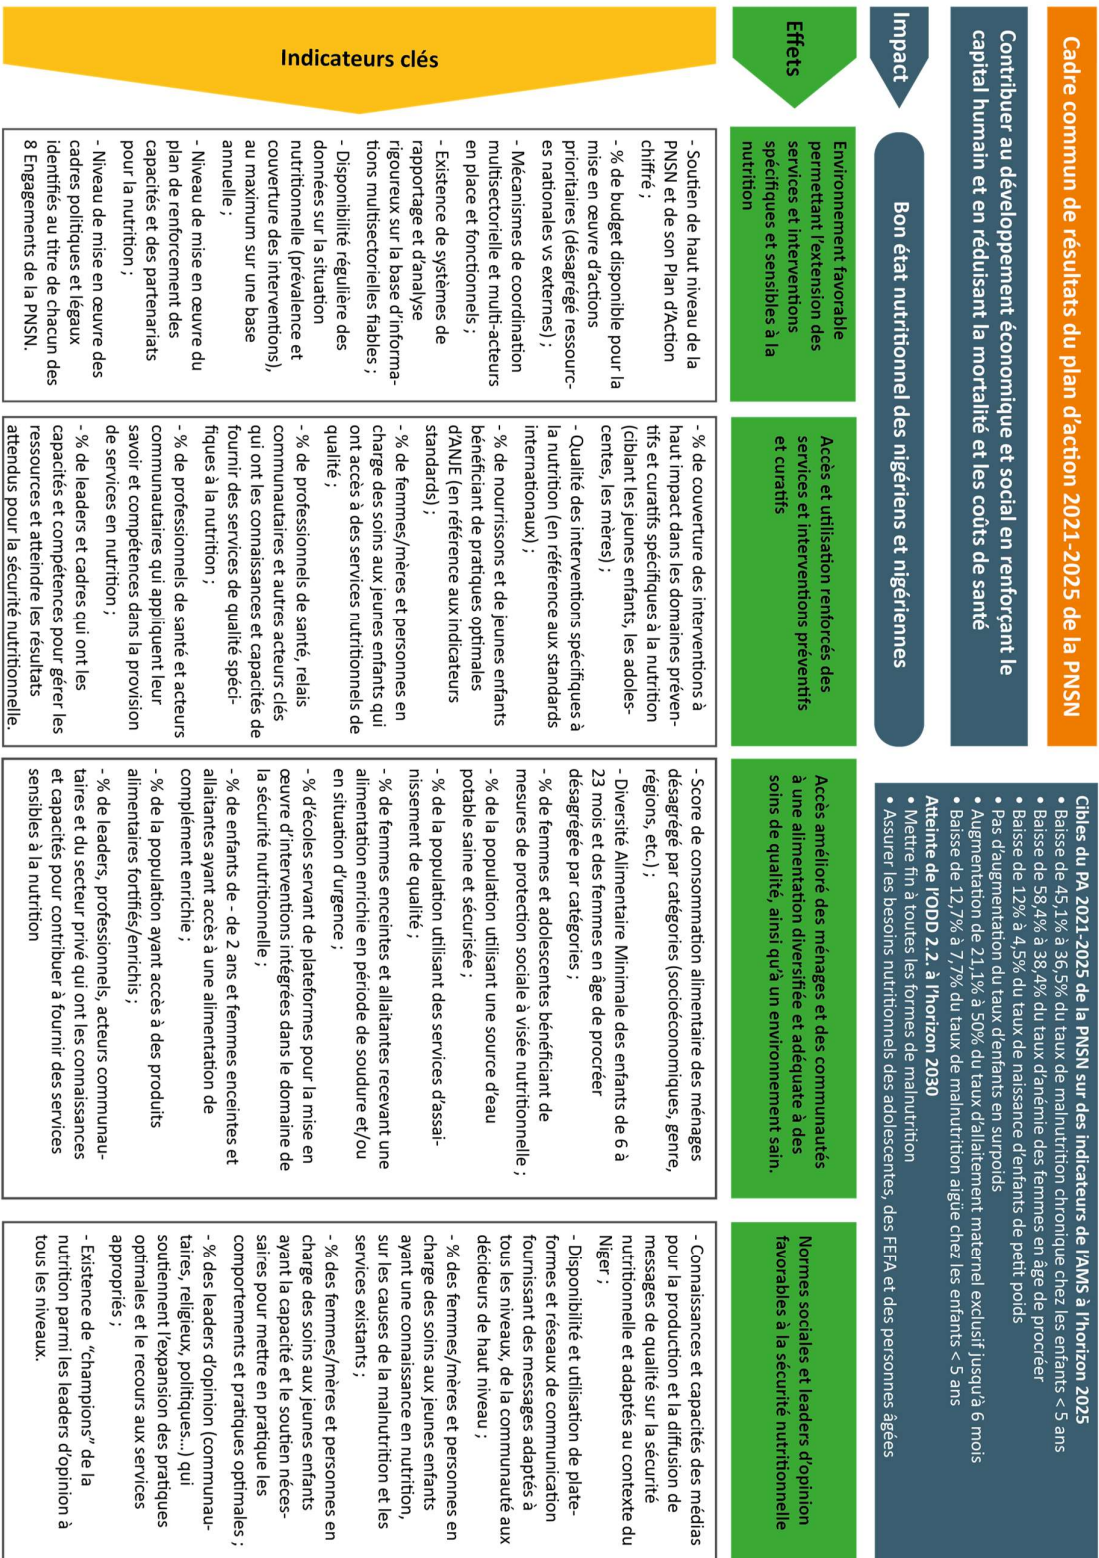 Cadre commun de résultats du plan d'action 2021-2025 de la PNSN
Contribuer au développement économique et social en renforçant le
capital humain et en réduisant la mortalité et les coûts de santé
Impact
Bon état nutritionnel des nigériens et nigériennes
Cibles du PA 2021-2025 de la PNSN sur des indicateurs de l'AMS à l'horizon 2025
• Baisse de 45,1% à 36,5% du taux de malnutrition chronique chez les enfants < 5 ans
• Baisse de 58,4% à 38,4% du taux d'anémie des femmes en âge de procréer
• Baisse de 12% à 4,5% du taux de naissance d'enfants de petit poids
• Pas d'augmentation du taux d'enfants en surpoids
• Augmentation de 21,1% à 50% du taux d'allaitement maternel exclusif jusqu'à 6 mois
• Baisse de 12,7% à 7,7% du taux de malnutrition aigüe chez les enfants < 5 ans
Atteinte de l'ODD 2.2. à l'horizon 2030
• Mettre fin à toutes les formes de malnutrition
• Assurer les besoins nutritionnels des adolescentes, des FEFA et des personnes âgées
Effets
Environnement favorable
permettant l'extension des
services et interventions
spécifiques et sensibles à la
nutrition
Accès et utilisation renforcés des
services et interventions préventifs
et curatifs
Accès amélioré des ménages et des communautés
à une alimentation diversifiée et adéquate à des
soins de qualité, ainsi qu'à un environnement sain.
Normes sociales et leaders d'opinion
favorables à la sécurité nutritionnelle
Indicateurs clés
- Soutien de haut niveau de la
PNSN et de son Plan d'Action
chiffré ;
- % de budget disponible pour la
mise en œuvre d'actions
prioritaires (désagrégé ressourc-
es nationales vs externes) ;
- Mécanismes de coordination
multisectorielle et multi-acteurs
en place et fonctionnels ;
- Existence de systèmes de
rapportage et d'analyse
rigoureux sur la base d'informa-
tions multisectorielles fiables ;
- Disponibilité régulière des
données sur la situation
nutritionnelle (prévalence et
couverture des interventions),
au maximum sur une base
annuelle ;
- Niveau de mise en œuvre du
plan de renforcement des
capacités et des partenariats
pour la nutrition ;
- Niveau de mise en œuvre des
cadres politiques et légaux
identifiés au titre de chacun des
8 Engagements de la PNSN.
- % de couverture des interventions à
haut impact dans les domaines préven-
tifs et curatifs spécifiques à la nutrition
(ciblant les jeunes enfants, les adoles-
centes, les mères) ;
- Qualité des interventions spécifiques à
la nutrition (en référence aux standards
internationaux) ;
- % de nourrissons et de jeunes enfants
bénéficiant de pratiques optimales
d'ANJE (en référence aux indicateurs
standards) ;
- % de femmes/mères et personnes en
charge des soins aux jeunes enfants qui
ont accès à des services nutritionnels de
qualité ;
- % de professionnels de santé, relais
communautaires et autres acteurs clés
qui ont les connaissances et capacités de
fournir des services de qualité spéci-
fiques à la nutrition ;
- % de professionnels de santé et acteurs
communautaires qui appliquent leur
savoir et compétences dans la provision
de services en nutrition ;
- % de leaders et cadres qui ont les
capacités et compétences pour gérer les
ressources et atteindre les résultats
attendus pour la sécurité nutritionnelle.
- Score de consommation alimentaire des ménages
désagrégé par catégories (socioéconomiques, genre,
régions, etc.) ;
- Diversité Alimentaire Minimale des enfants de 6 à
23 mois et des femmes en âge de procréer
désagrégée par catégories ;
- % de femmes et adolescentes bénéficiant de
mesures de protection sociale à visée nutritionnelle ;
- % de la population utilisant une source d'eau
potable saine et sécurisée ;
- % de la population utilisant des services d'assai-
nissement de qualité ;
- % de femmes enceintes et allaitantes recevant une
alimentation enrichie en période de soudure et/ou
en situation d'urgence ;
- % d'écoles servant de plateformes pour la mise en
œuvre d'interventions intégrées dans le domaine de
la sécurité nutritionnelle ;
- % de enfants de - de 2 ans et femmes enceintes et
allaitantes ayant accès à une alimentation de
complément enrichie ;
- % de la population ayant accès à des produits
alimentaires fortifiés/enrichis ;
- % de leaders, professionnels, acteurs communau-
taires et du secteur privé qui ont les connaissances
et capacités pour contribuer à fournir des services
sensibles à la nutrition
- Connaissances et capacités des médias
pour la production et la diffusion de
messages de qualité sur la sécurité
nutritionnelle et adaptés au contexte du
Niger ;
- Disponibilité et utilisation de plate-
formes et réseaux de communication
fournissant des messages adaptés à
tous les niveaux, de la communauté aux
décideurs de haut niveau ;
- % des femmes/mères et personnes en
charge des soins aux jeunes enfants
ayant une connaissance en nutrition,
sur les causes de la malnutrition et les
services existants ;
- % des femmes/mères et personnes en
charge des soins aux jeunes enfants
ayant la capacité et le soutien néces-
saires pour mettre en pratique les
comportements et pratiques optimales ;
- % des leaders d'opinion (communau-
taires, religieux, politiques...) qui
soutiennent l'expansion des pratiques
optimales et le recours aux services
appropriés ;
- Existence de "champions" de la
nutrition parmi les leaders d'opinion à
tous les niveaux.